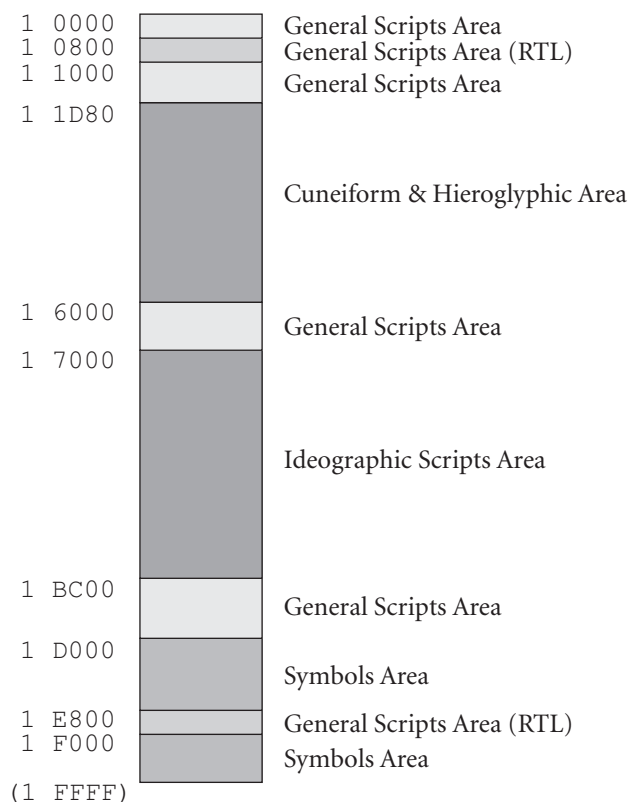 1 0000 General Scripts Area
1 0800 General Scripts Area (RTL)
1 1000 General Scripts Area
1 1D80
Cuneiform & Hieroglyphic Area
1 6000 General Scripts Area
1 7000
Ideographic Scripts Area
1 BC00 General Scripts Area
1 D000 Symbols Area
1 E800 General Scripts Area (RTL)
1 F000 Symbols Area
(1 FFFF)